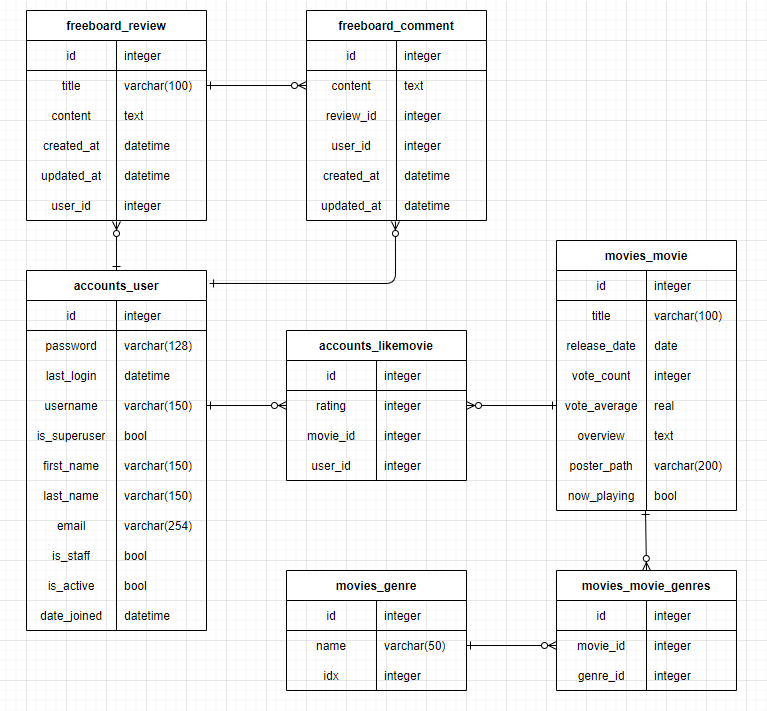 freeboard_review
id integer
title varchar(100)
content text
created_at datetime
updated_at datetime
user_id integer
freeboard_comment
id integer
content text
review_id integer
user_id integer
created_at datetime
updated_at datetime
accounts_user
id integer
password varchar(128)
last_login datetime
username varchar(150)
is_superuser bool
first_name varchar(150)
last_name varchar(150)
email varchar(254)
is_staff bool
is_active bool
date_joined datetime
accounts_likemovie
id integer
rating integer
movie_id integer
user_id integer
movies_movie
id integer
title varchar(100)
release_date date
vote_count integer
vote_average real
overview text
poster_path varchar(200)
now_playing bool
movies_genre
id integer
name varchar(50)
idx integer
movies_movie_genres
id integer
movie_id integer
genre_id integer